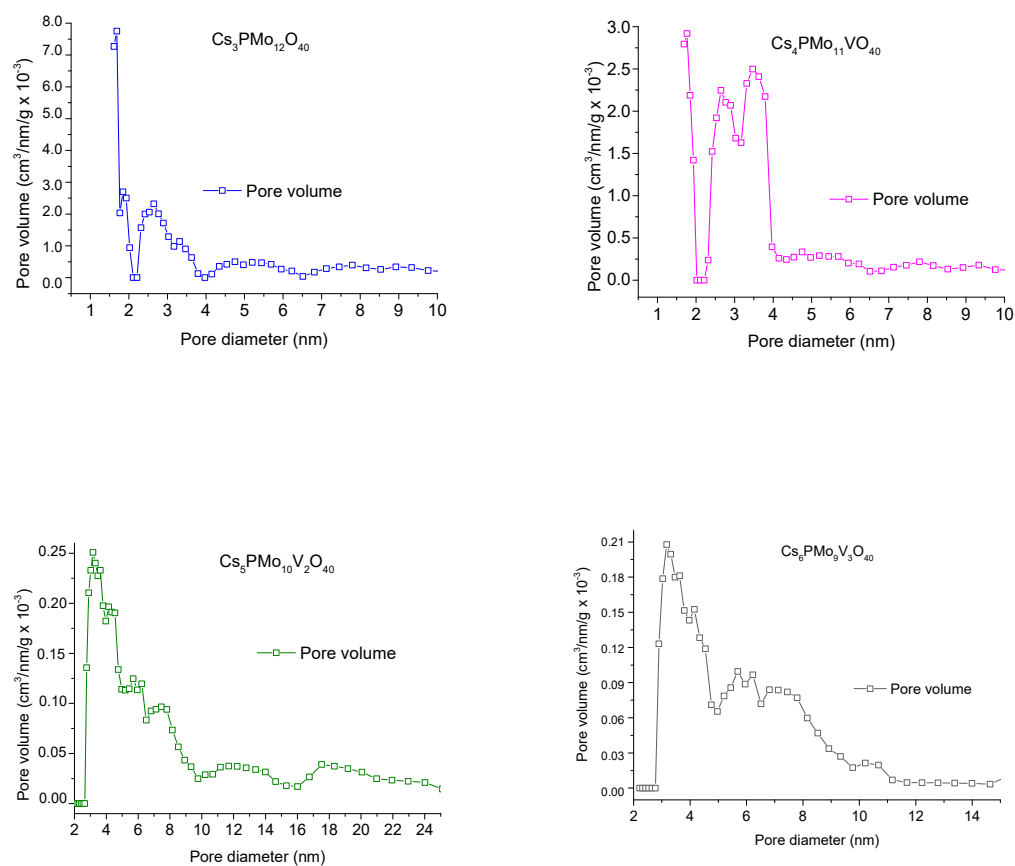 Cs₃PMo₁₂O₄₀
Pore volume (cm³/nm/g x 10⁻³)
8.0
7.0
6.0
5.0
4.0
3.0
2.0
1.0
0.0
Pore volume
1 2 3 4 5 6 7 8 9 10
Pore diameter (nm)
Cs₄PMo₁₁VO₄₀
Pore volume (cm³/nm/g x 10⁻³)
3.0
2.5
2.0
1.5
1.0
0.5
0.0
Pore volume
1 2 3 4 5 6 7 8 9 10
Pore diameter (nm)
Cs₅PMo₁₀V₂O₄₀
Pore volume (cm³/nm/g x 10⁻³)
0.25
0.20
0.15
0.10
0.05
0.00
Pore volume
2 4 6 8 10 12 14 16 18 20 22 24
Pore diameter (nm)
Cs₆PMo₉V₃O₄₀
Pore volume (cm³/nm/g x 10⁻³)
0.21
0.18
0.15
0.12
0.09
0.06
0.03
0.00
Pore volume
2 4 6 8 10 12 14
Pore diameter (nm)